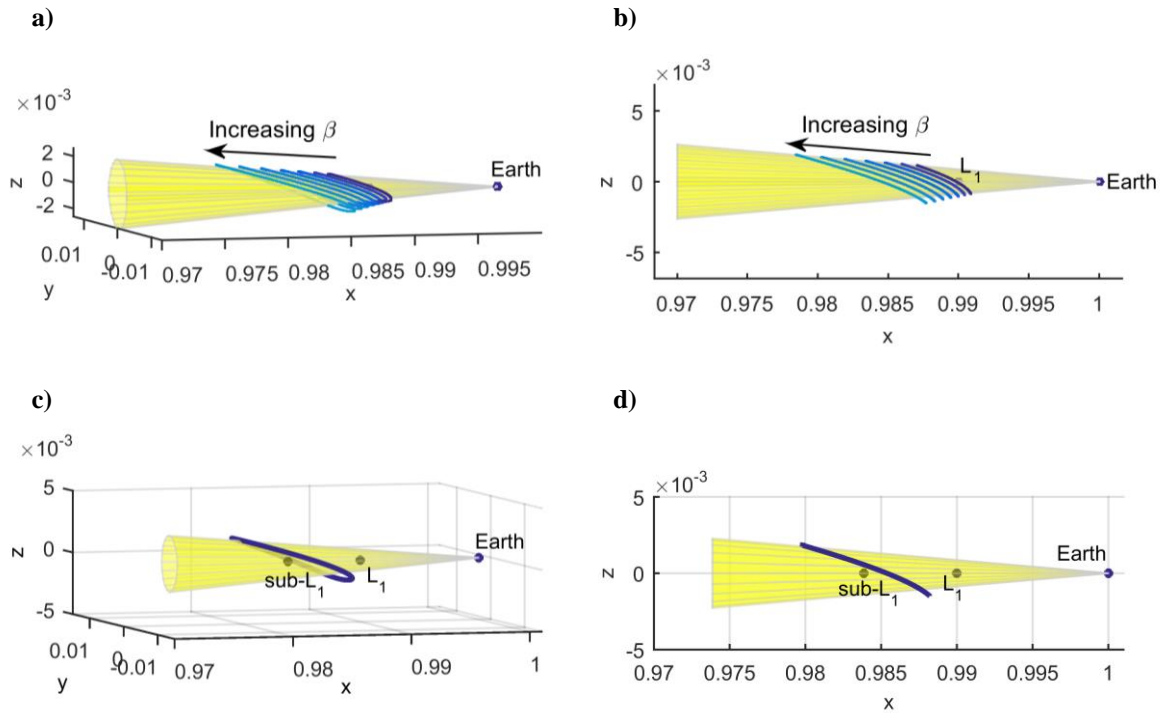 a)
×10⁻³
Increasing β
2
0
-2
z
Earth
0.01
0
-0.01
y
0.97 0.975 0.98 0.985 0.99 0.995
x
b)
×10⁻³
5
Increasing β
L₁
0
z
Earth
-5
0.97 0.975 0.98 0.985 0.99 0.995 1
x
c)
×10⁻³
5
Earth
0
z
sub-L₁ L₁
-5
0.01
0
-0.01
y
0.97 0.98 0.99 1
x
d)
×10⁻³
5
Earth
0
z
sub-L₁ L₁
-5
0.97 0.975 0.98 0.985 0.99 0.995 1
x